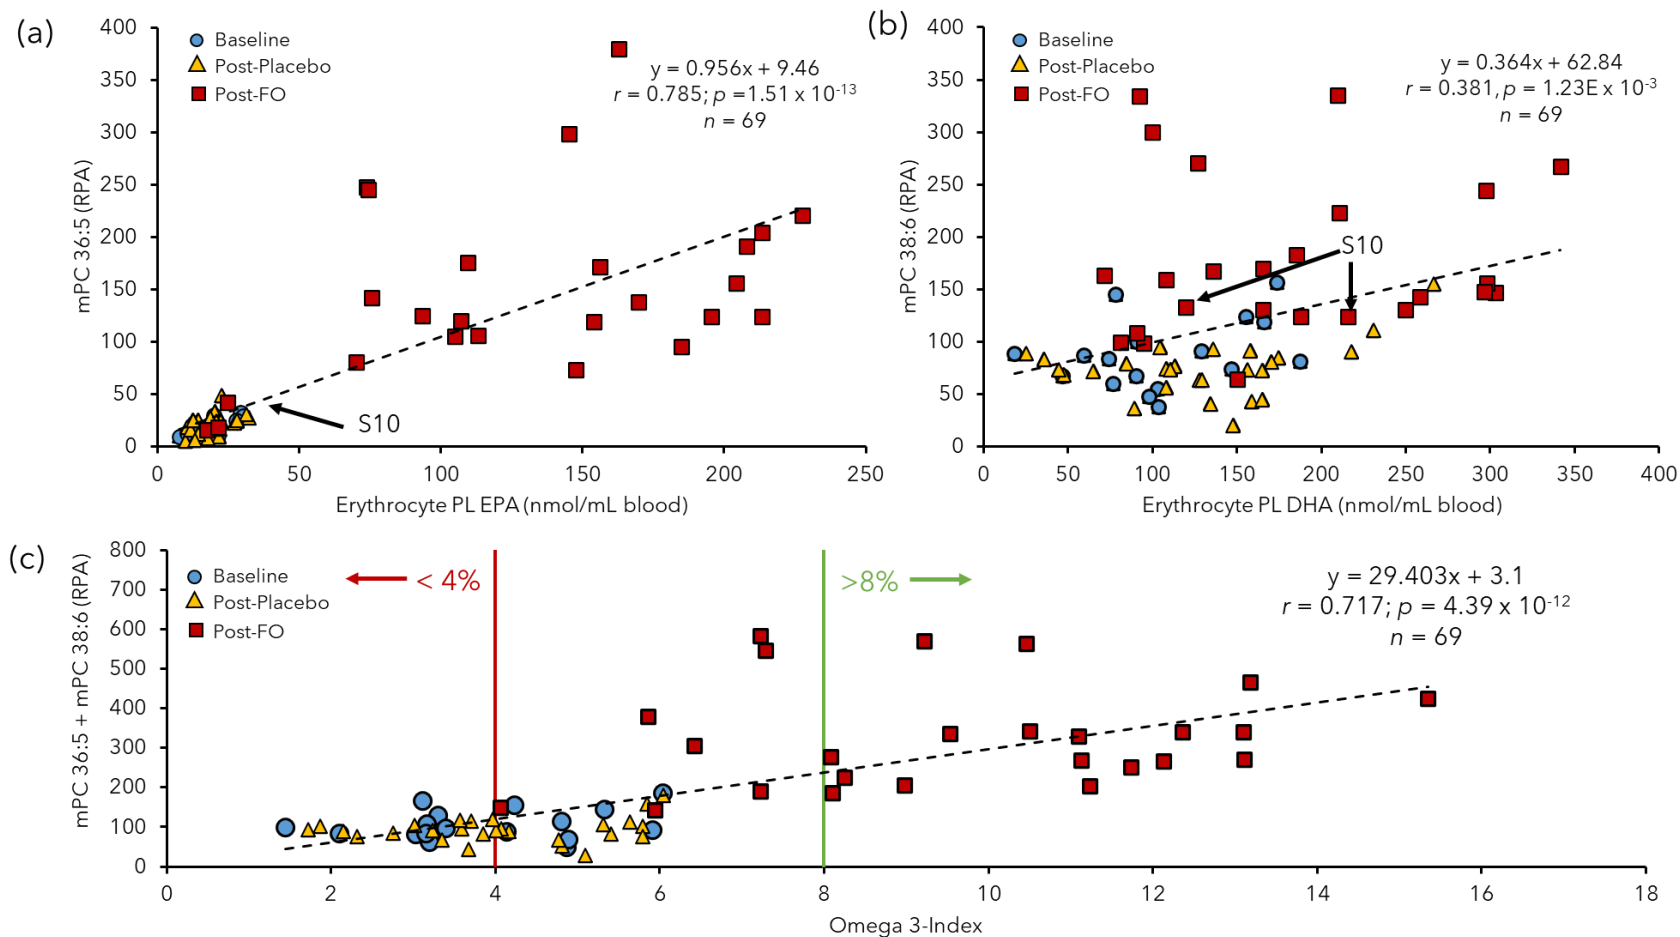 (a)
400
350
300
250
200
150
100
50
0
mPC 36:5 (RPA)
Baseline
Post-Placebo
Post-FO
y = 0.956x + 9.46
r = 0.785; p =1.51 x 10-13
n = 69
S10
0 50 100 150 200 250
Erythrocyte PL EPA (nmol/mL blood)
(b)
400
350
300
250
200
150
100
50
0
mPC 38:6 (RPA)
Baseline
Post-Placebo
Post-FO
y = 0.364x + 62.84
r = 0.381, p = 1.23E x 10-3
n = 69
S10
0 50 100 150 200 250 300 350 400
Erythrocyte PL DHA (nmol/mL blood)
(c)
800
700
600
500
400
300
200
100
0
mPC 36:5 + mPC 38:6 (RPA)
Baseline
Post-Placebo
Post-FO
< 4%
>8%
y = 29.403x + 3.1
r = 0.717; p = 4.39 x 10-12
n = 69
0 2 4 6 8 10 12 14 16 18
Omega 3-Index